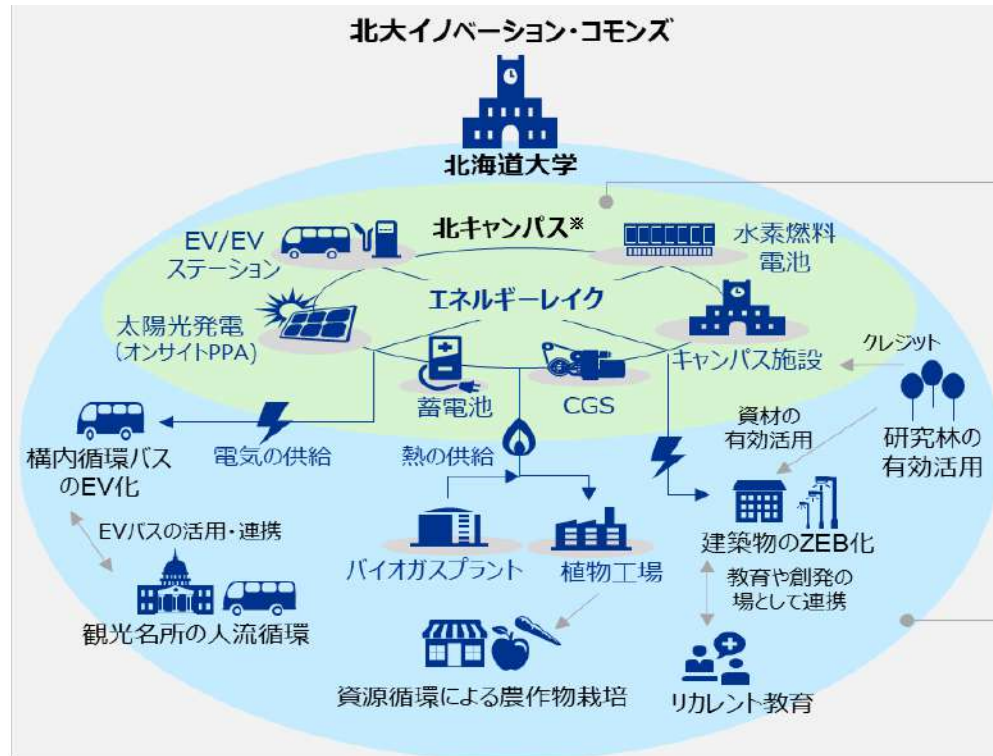 北大イノベーション・コモンズ
北海道大学
北キャンパス※
EV/EV
ステーション
水素燃料
電池
エネルギーレイク
太陽光発電
(オンサイトPPA)
キャンパス施設
クレジット
蓄電池
CGS
資材の
有効活用
研究林の
有効活用
構内循環バス
のEV化
電気の供給
熱の供給
EVバスの活用・連携
バイオガスプラント
植物工場
建築物のZEB化
教育や創発の
場として連携
観光名所の人流循環
資源循環による農作物栽培
リカレント教育